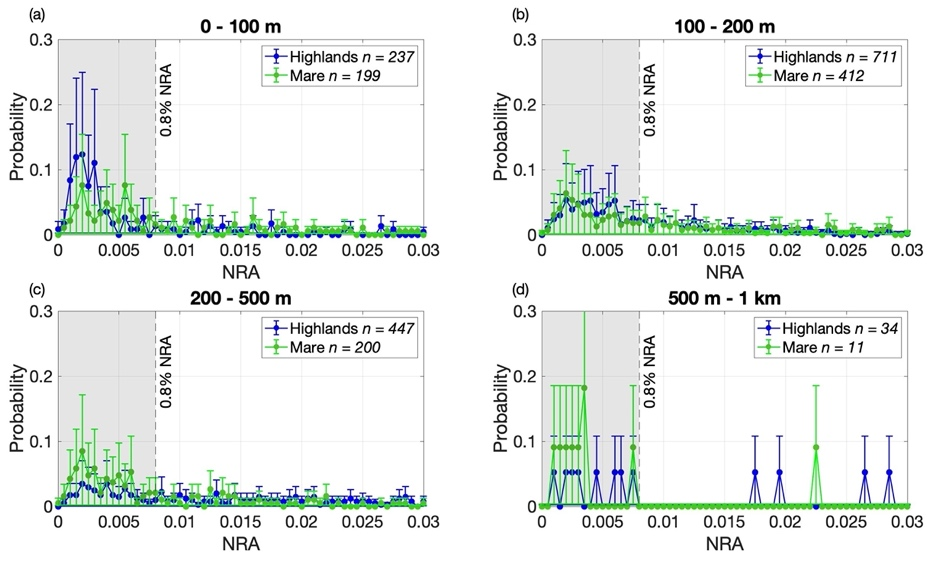 (a)
0 - 100 m
Highlands n = 237
Mare n = 199
0.8% NRA
Probability
0.3
0.2
0.1
0
0 0.005 0.01 0.015 0.02 0.025 0.03
NRA
(b)
100 - 200 m
Highlands n = 711
Mare n = 412
0.8% NRA
Probability
0.3
0.2
0.1
0
0 0.005 0.01 0.015 0.02 0.025 0.03
NRA
(c)
200 - 500 m
Highlands n = 447
Mare n = 200
0.8% NRA
Probability
0.3
0.2
0.1
0
0 0.005 0.01 0.015 0.02 0.025 0.03
NRA
(d)
500 m - 1 km
Highlands n = 34
Mare n = 11
0.8% NRA
Probability
0.3
0.2
0.1
0
0 0.005 0.01 0.015 0.02 0.025 0.03
NRA